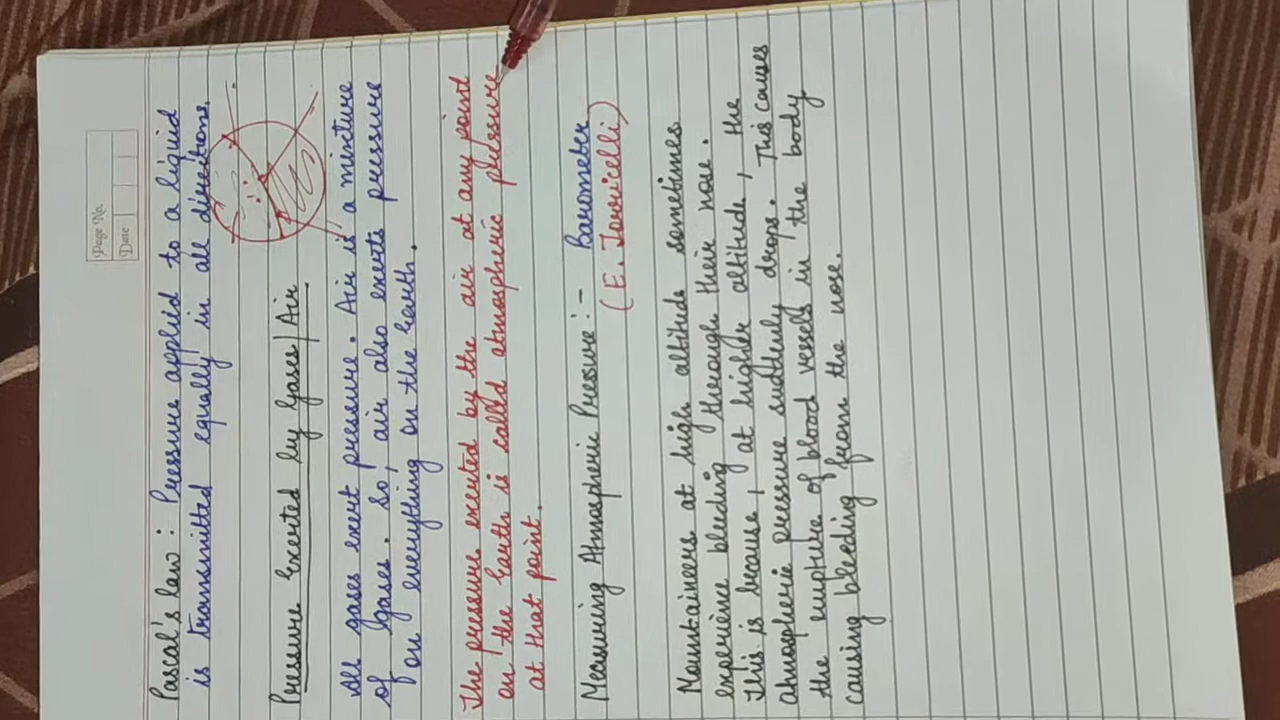 Page No.
Date
Pascal's law : Pressure applied to a liquid
is transmitted equally in all directions.
Pressure Exerted by Gases/Air
All gases exert pressure. Air is a mixture
of gases. So, air also exerts pressure
on everything on the Earth.
The pressure exerted by the air at any point
on the Earth is called atmospheric pressure
at that point.
Measuring Atmospheric Pressure :- Barometer
(E. Torricelli)
Mountaineers at high altitude sometimes
experience bleeding through their nose.
This is because, at higher altitude, the
atmospheric pressure suddenly drops. This causes
the rupture of blood vessels in the body
causing bleeding from the nose.